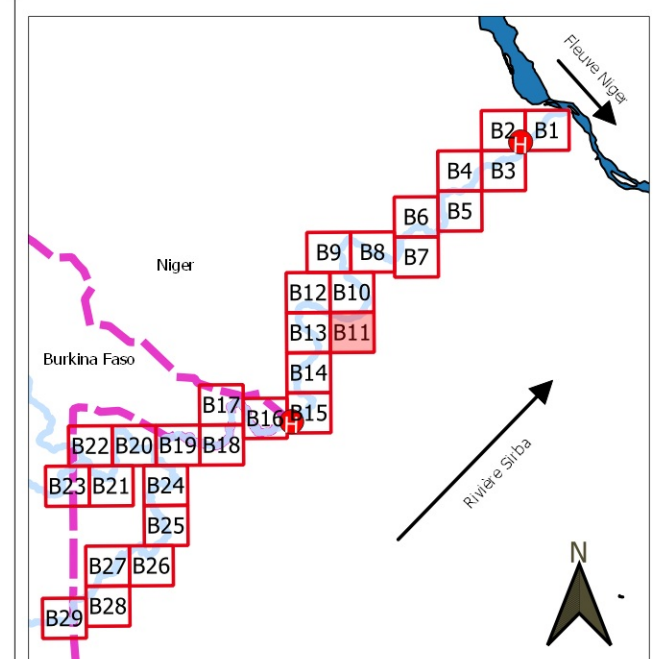 Fleuve Niger
B2 B1
H
B4 B3
B6 B5
B9 B8 B7
Niger
B12 B10
B13 B11
Burkina Faso
B14
B17 B16 B15
H
B22 B20 B19 B18
Rivière Sirba
B23 B21 B24
B25
N
B27 B26
B29 B28